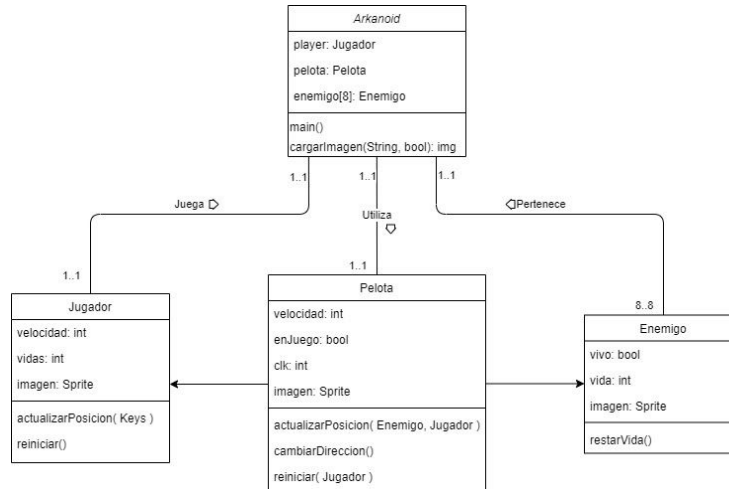 Arkanoid
player: Jugador
pelota: Pelota
enemigo[8]: Enemigo
main()
cargarImagen(String, bool): img
1..1
1..1
1..1
Juega
Utiliza
Pertenece
1..1
1..1
8..8
Jugador
velocidad: int
vidas: int
imagen: Sprite
actualizarPosicion( Keys )
reiniciar()
Pelota
velocidad: int
enJuego: bool
clk: int
imagen: Sprite
actualizarPosicion( Enemigo, Jugador )
cambiarDireccion()
reiniciar( Jugador )
Enemigo
vivo: bool
vida: int
imagen: Sprite
restarVida()